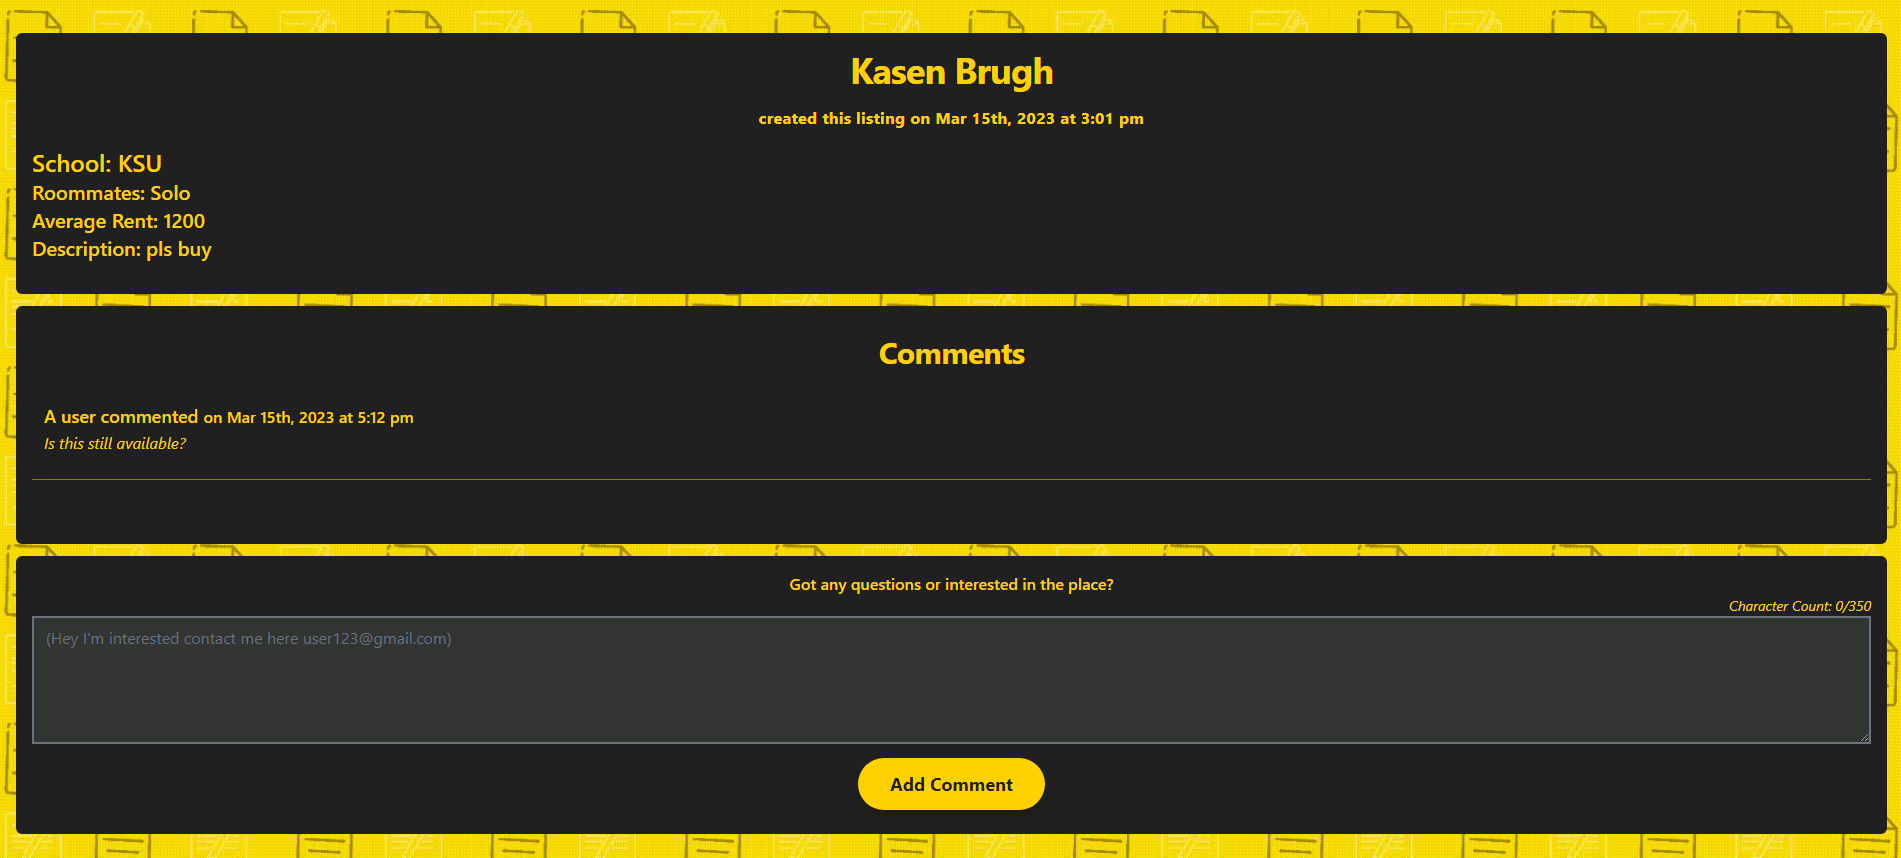 Kasen Brugh
created this listing on Mar 15th, 2023 at 3:01 pm
School: KSU
Roommates: Solo
Average Rent: 1200
Description: pls buy
Comments
A user commented on Mar 15th, 2023 at 5:12 pm
Is this still available?
Got any questions or interested in the place?
Character Count: 0/350
(Hey I'm interested contact me here user123@gmail.com)
Add Comment